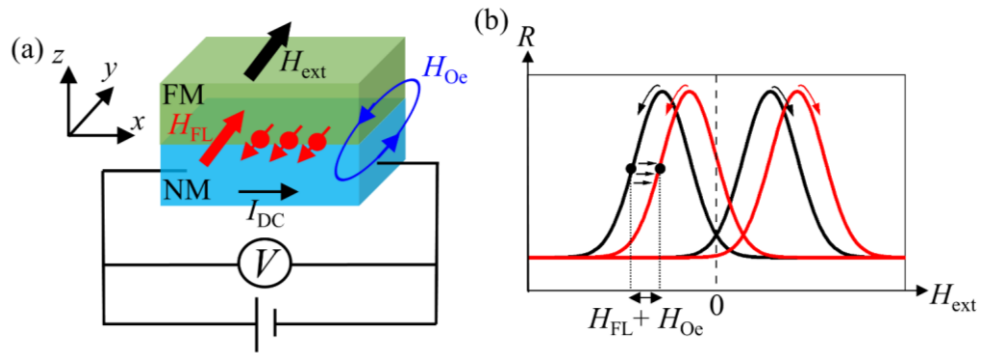 (a)
z
y
x
H_ext
H_Oe
FM
H_FL
NM
I_DC
V
(b)
R
0
H_ext
H_FL + H_Oe